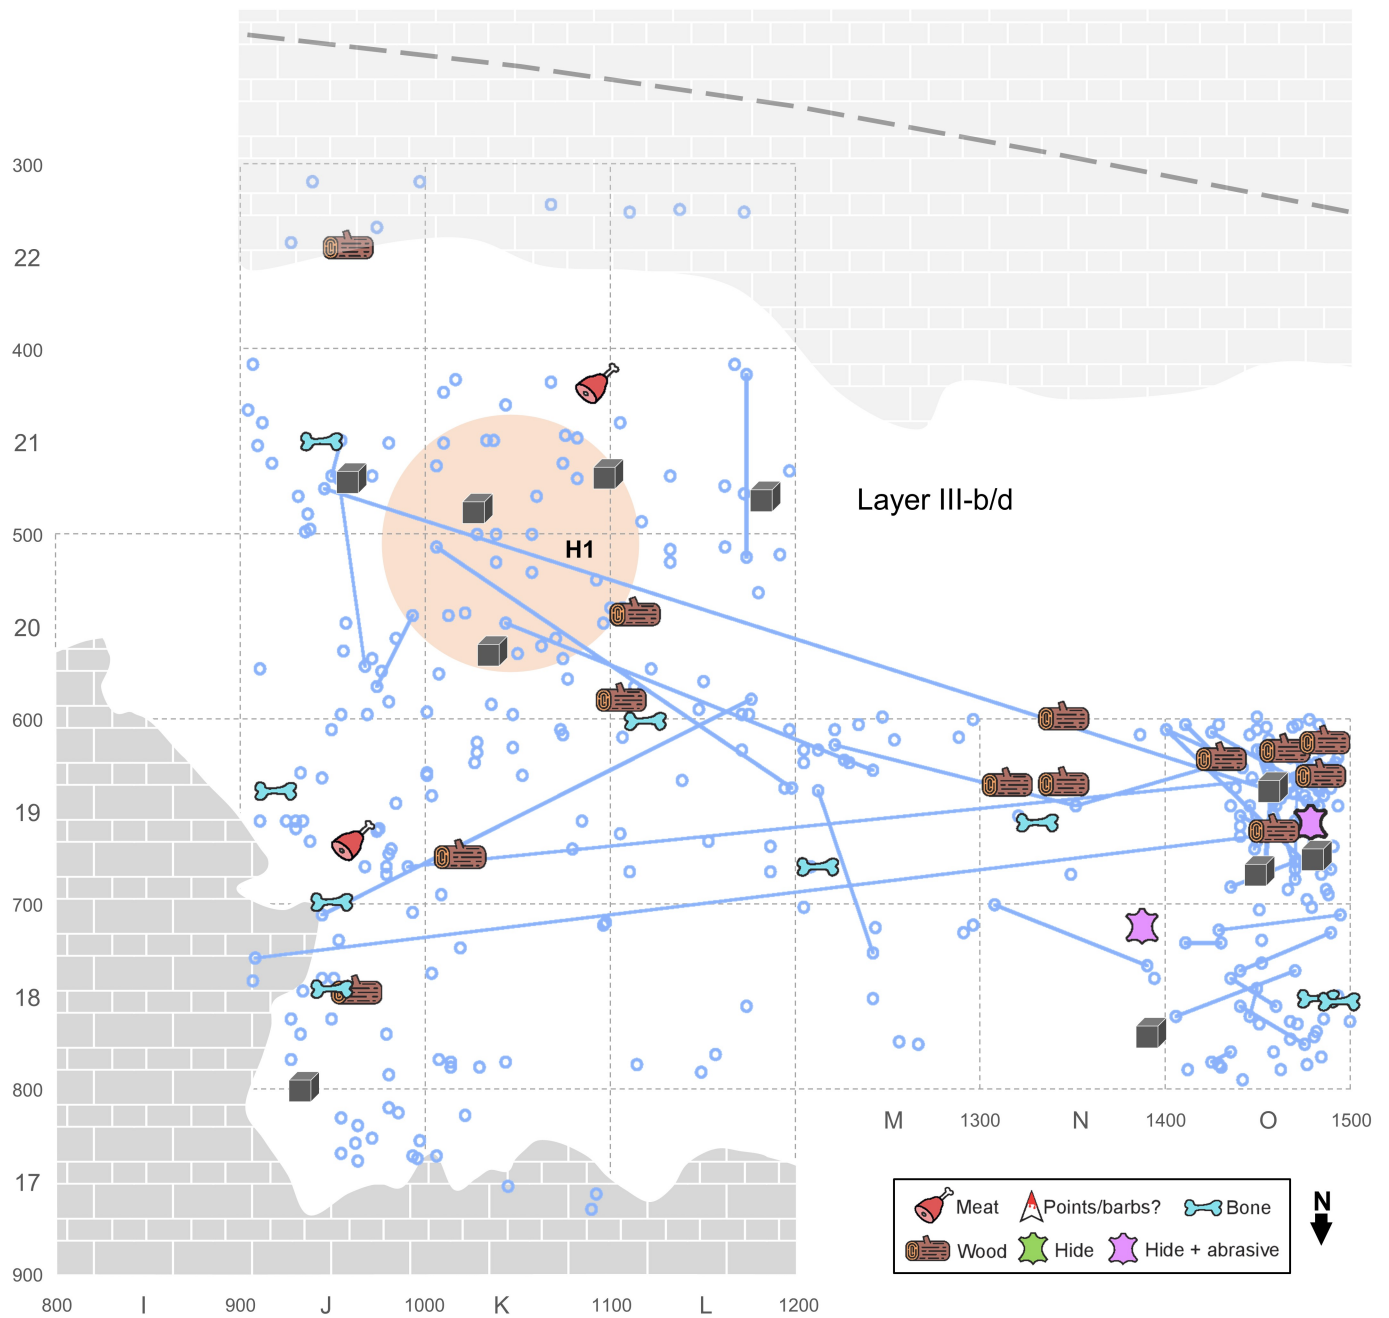 300
22
400
21
Layer III-b/d
500
H1
20
600
19
700
18
800
M 1300 N 1400 O 1500
17
Meat Points/barbs? Bone
N
Wood Hide Hide + abrasive
900
800 I 900 J 1000 K 1100 L 1200